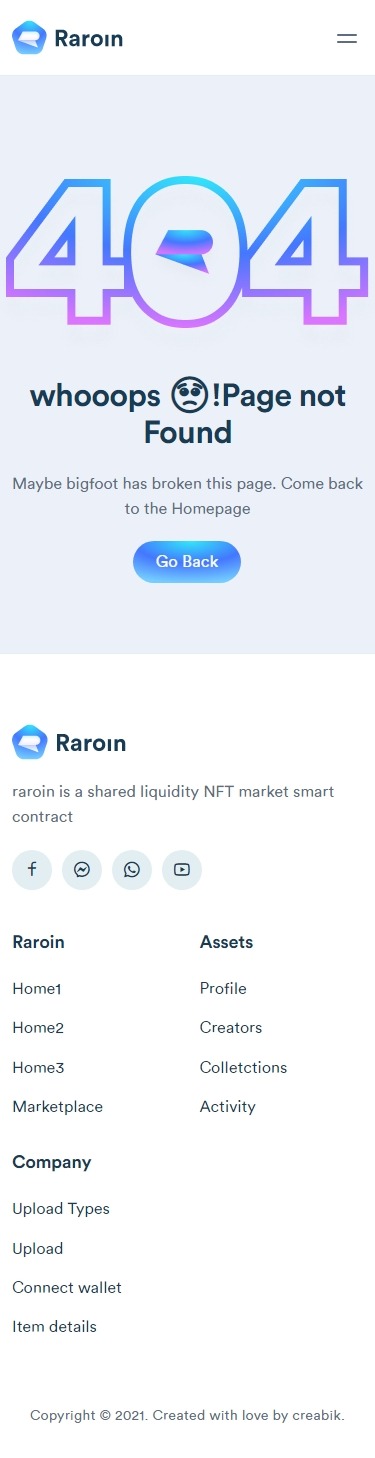 Raroın
404
whooops 😟!Page not
Found
Maybe bigfoot has broken this page. Come back
to the Homepage
Go Back
Raroın
raroin is a shared liquidity NFT market smart
contract
Raroin
Assets
Home1
Profile
Home2
Creators
Home3
Colletctions
Marketplace
Activity
Company
Upload Types
Upload
Connect wallet
Item details
Copyright © 2021. Created with love by creabik.